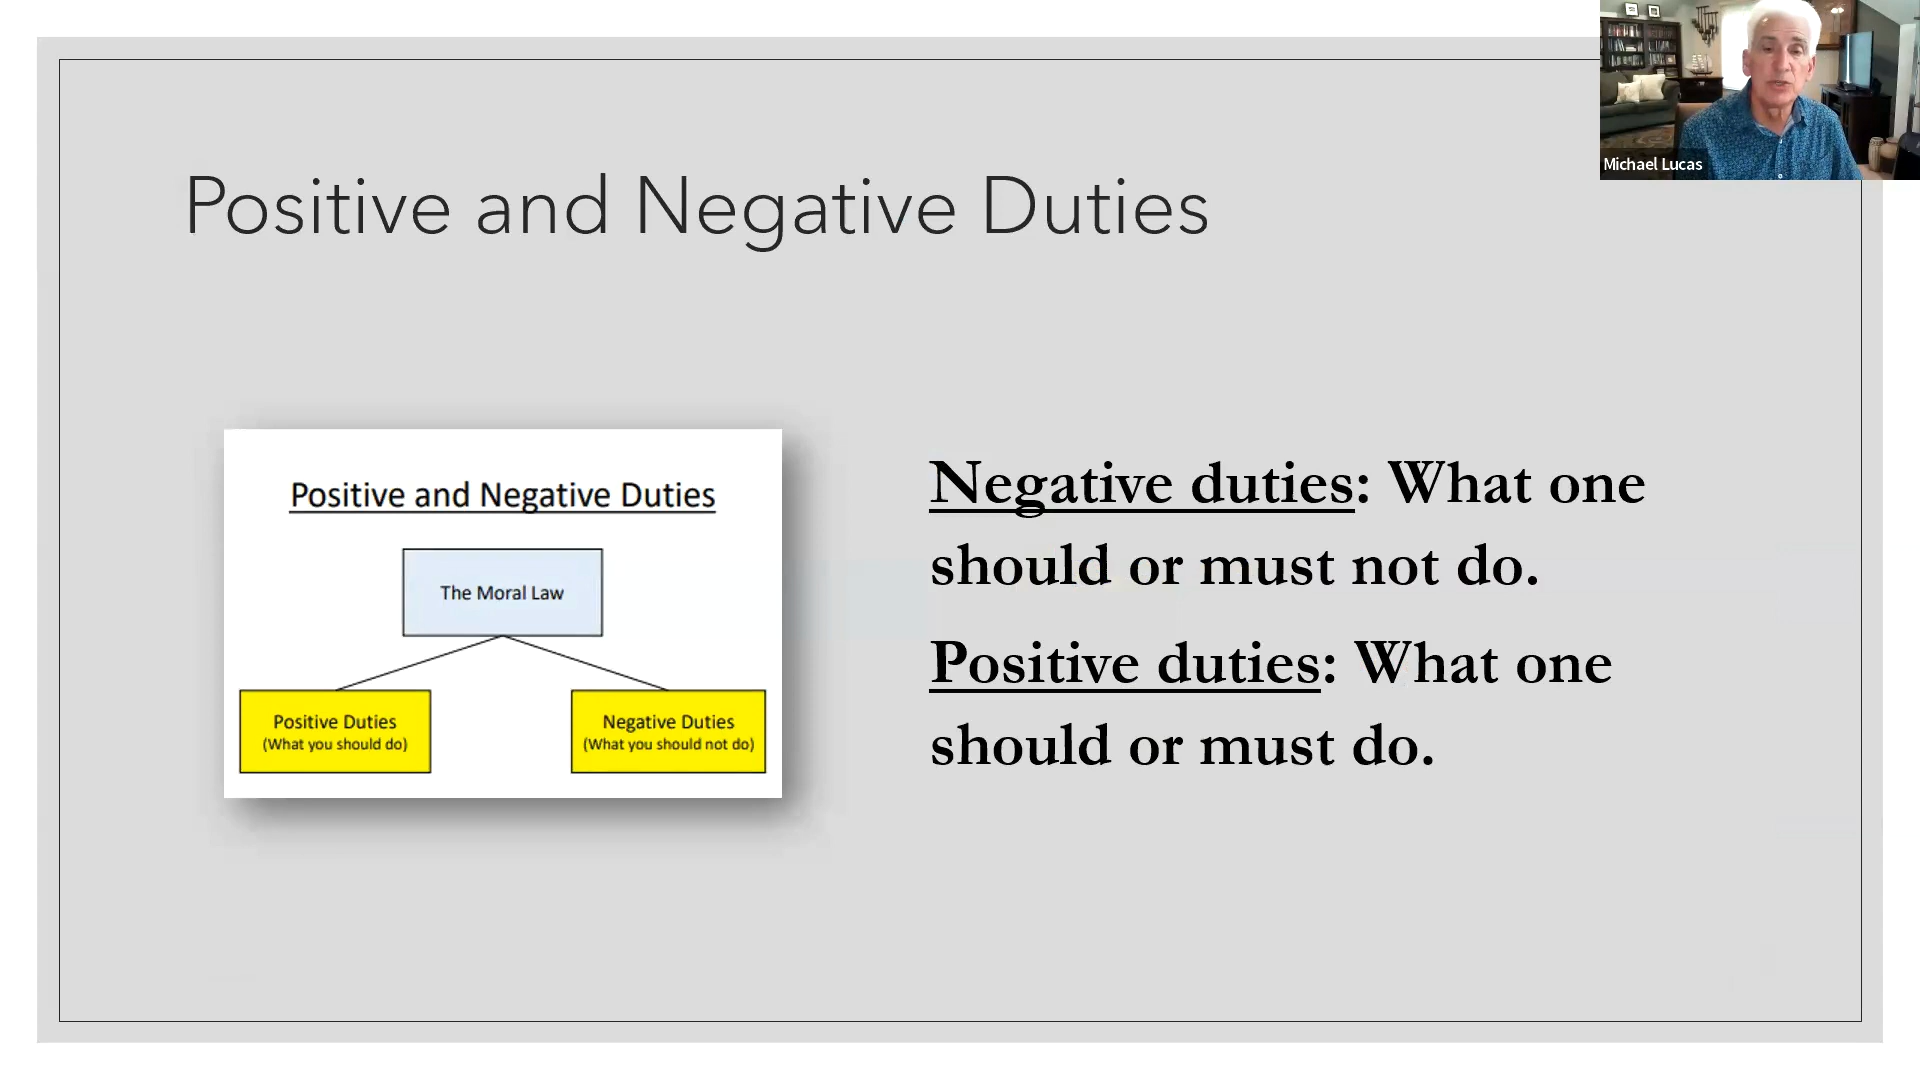 Positive and Negative Duties
Michael Lucas
Positive and Negative Duties
The Moral Law
Positive Duties
(What you should do)
Negative Duties
(What you should not do)
Negative duties: What one
should or must not do.
Positive duties: What one
should or must do.